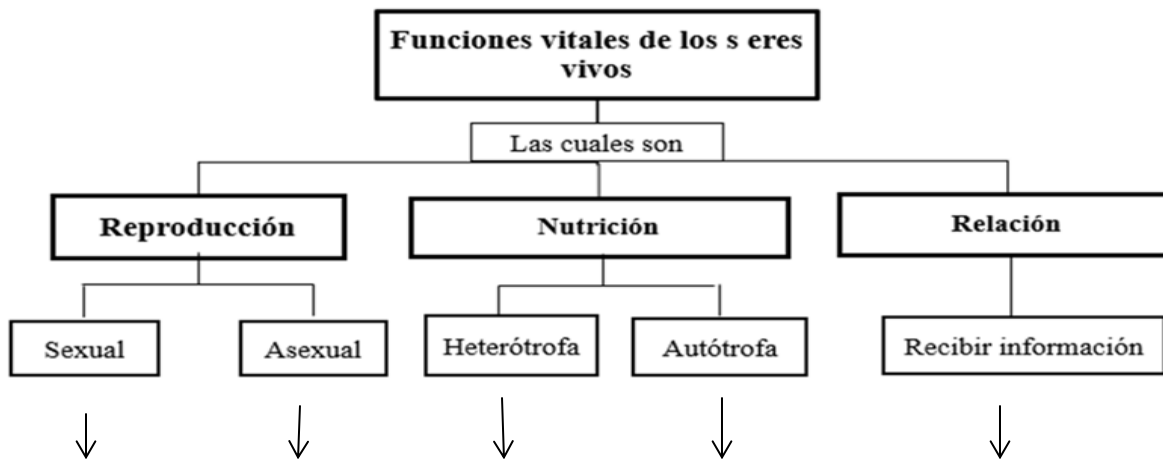 Funciones vitales de los s eres
vivos
Las cuales son
Reproducción
Nutrición
Relación
Sexual
Asexual
Heterótrofa
Autótrofa
Recibir información